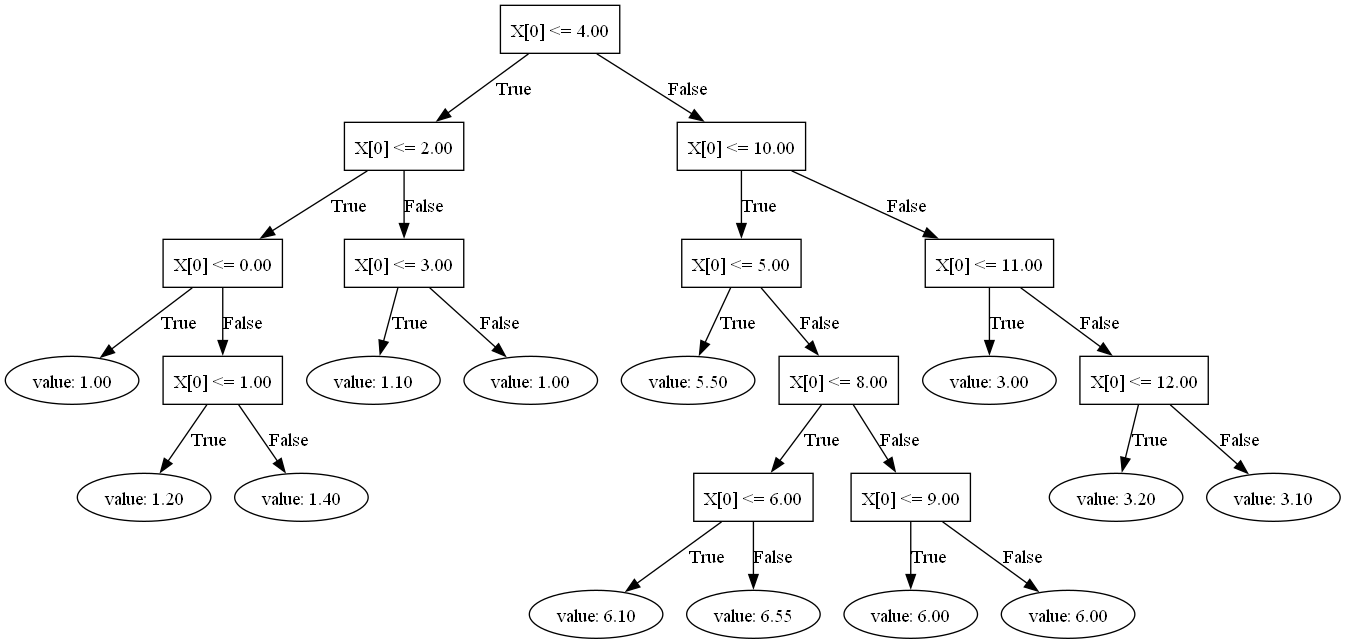 X[0] <= 4.00
True
False
X[0] <= 2.00
X[0] <= 10.00
True
False
True
False
X[0] <= 0.00
X[0] <= 3.00
X[0] <= 5.00
X[0] <= 11.00
True
False
True
False
True
False
True
False
value: 1.00
X[0] <= 1.00
value: 1.10
value: 1.00
value: 5.50
X[0] <= 8.00
value: 3.00
X[0] <= 12.00
True
False
True
False
True
False
value: 1.20
value: 1.40
X[0] <= 6.00
X[0] <= 9.00
value: 3.20
value: 3.10
True
False
True
False
value: 6.10
value: 6.55
value: 6.00
value: 6.00